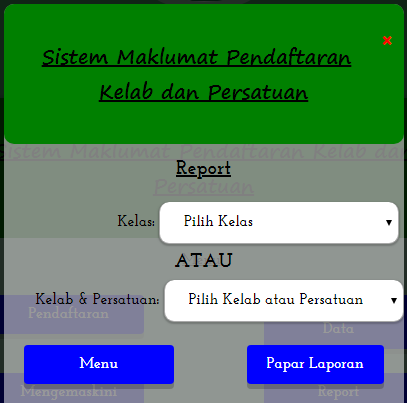 Sistem Maklumat Pendaftaran
Kelab dan Persatuan
×
Sistem Maklumat Pendaftaran Kelab dan
Persatuan
Report
Kelas: Pilih Kelas
ATAU
Kelab & Persatuan: Pilih Kelab atau Persatuan
Pendaftaran
Data
Menu
Papar Laporan
Mengemaskini
Report